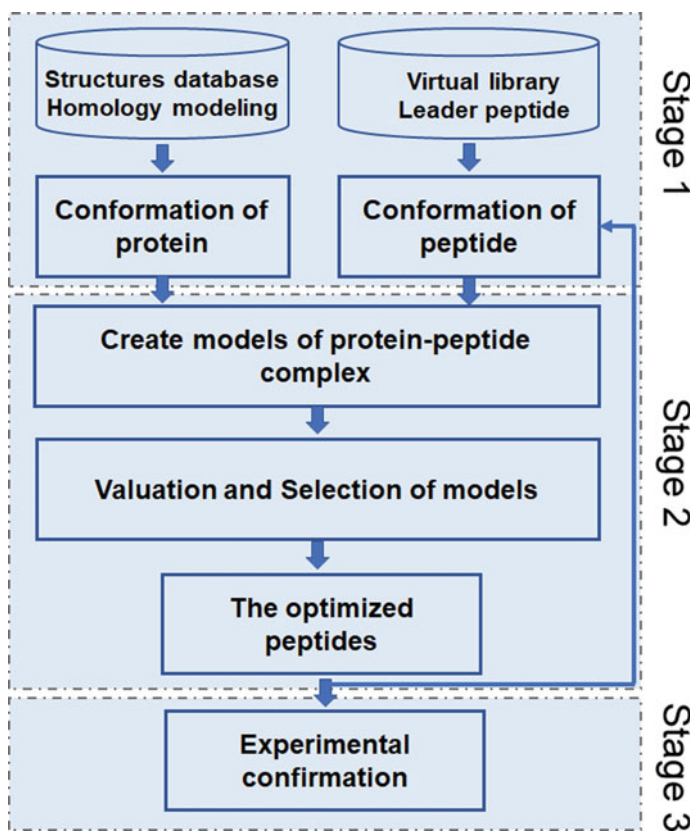 Structures database
Homology modeling
Virtual library
Leader peptide
Conformation of
protein
Conformation of
peptide
Stage 1
Create models of protein-peptide
complex
Valuation and Selection of models
The optimized
peptides
Stage 2
Experimental
confirmation
Stage 3